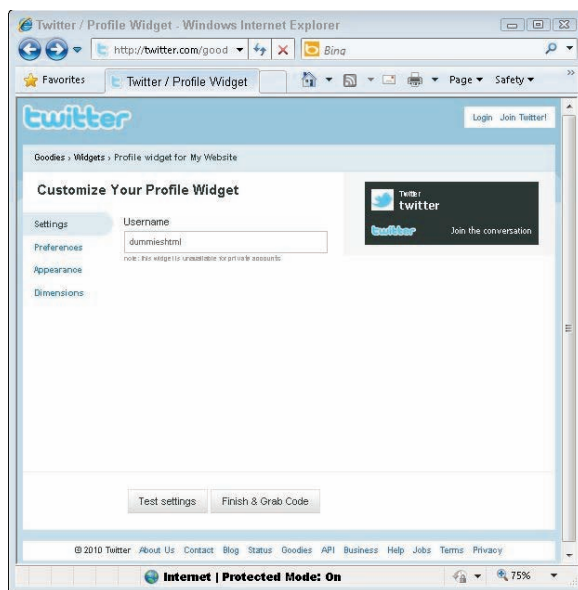 Twitter / Profile Widget - Windows Internet Explorer
http://twitter.com/good
Bing
Favorites
Twitter / Profile Widget
Page
Safety
twitter
Login Join Twitter!
Goodies › Widgets › Profile widget for My Website
Customize Your Profile Widget
Settings
Preferences
Appearance
Dimensions
Username
dummieshtml
note: this widget is unavailable for private accounts
Twitter
twitter
twitter
Join the conversation
Test settings
Finish & Grab Code
© 2010 Twitter About Us Contact Blog Status Goodies API Business Help Jobs Terms Privacy
Internet | Protected Mode: On
75%